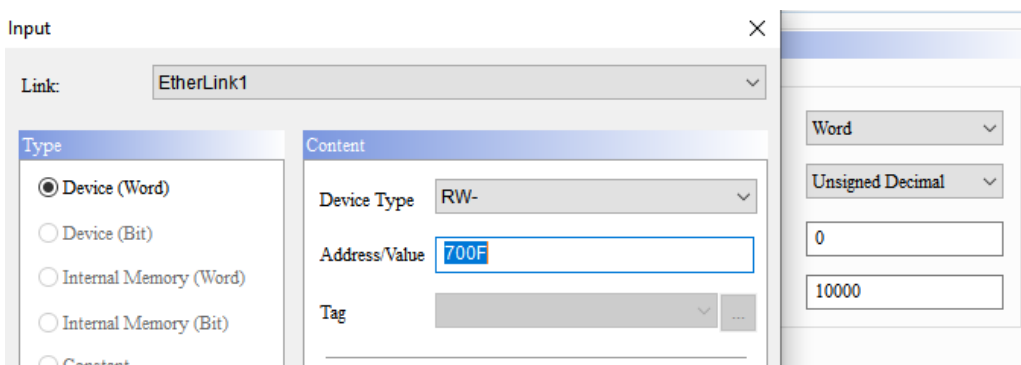 Input
Link:
EtherLink1
Type
Device (Word)
Device (Bit)
Internal Memory (Word)
Internal Memory (Bit)
Constant
Content
Device Type
RW-
Address/Value
700F
Tag
...
Word
Unsigned Decimal
0
10000